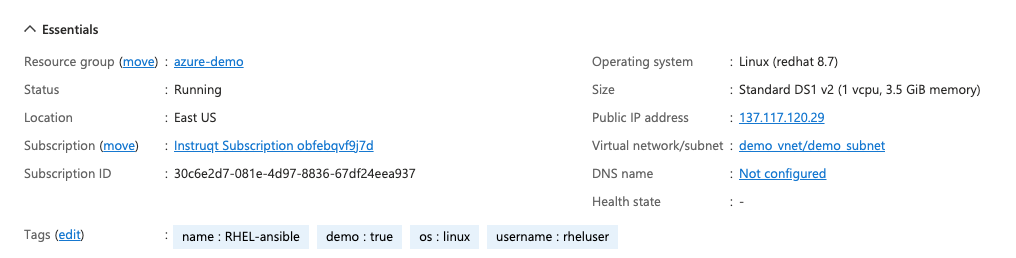 Essentials
Resource group (move) : azure-demo
Status : Running
Location : East US
Subscription (move) : Instruqt Subscription obfebqvf9j7d
Subscription ID : 30c6e2d7-081e-4d97-8836-67df24eea937
Operating system : Linux (redhat 8.7)
Size : Standard DS1 v2 (1 vcpu, 3.5 GiB memory)
Public IP address : 137.117.120.29
Virtual network/subnet : demo_vnet/demo_subnet
DNS name : Not configured
Health state : -
Tags (edit) : name : RHEL-ansible demo : true os : linux username : rheluser